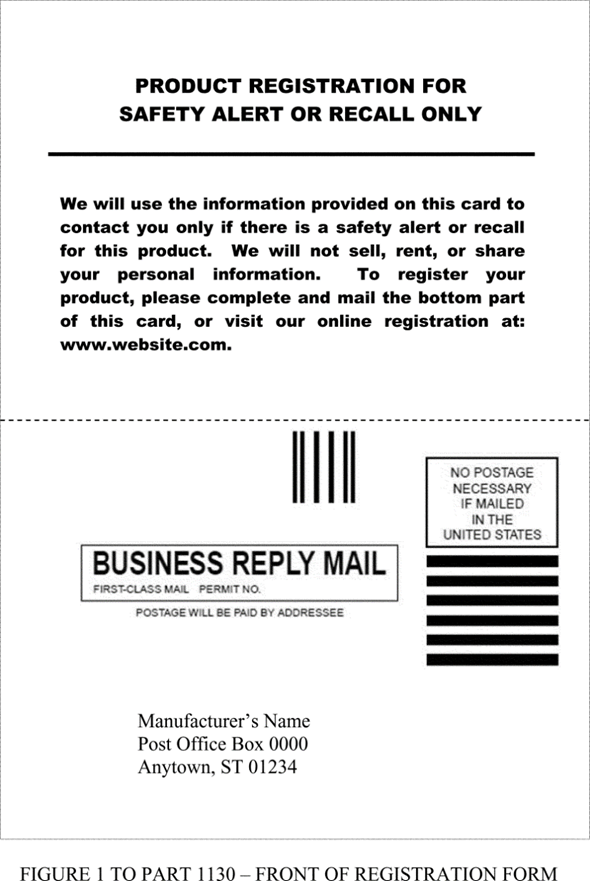 PRODUCT REGISTRATION FOR
SAFETY ALERT OR RECALL ONLY
We will use the information provided on this card to
contact you only if there is a safety alert or recall
for this product. We will not sell, rent, or share
your personal information. To register your
product, please complete and mail the bottom part
of this card, or visit our online registration at:
www.website.com.
NO POSTAGE
NECESSARY
IF MAILED
IN THE
UNITED STATES
BUSINESS REPLY MAIL
FIRST-CLASS MAIL PERMIT NO.
POSTAGE WILL BE PAID BY ADDRESSEE
Manufacturer’s Name
Post Office Box 0000
Anytown, ST 01234
FIGURE 1 TO PART 1130 – FRONT OF REGISTRATION FORM